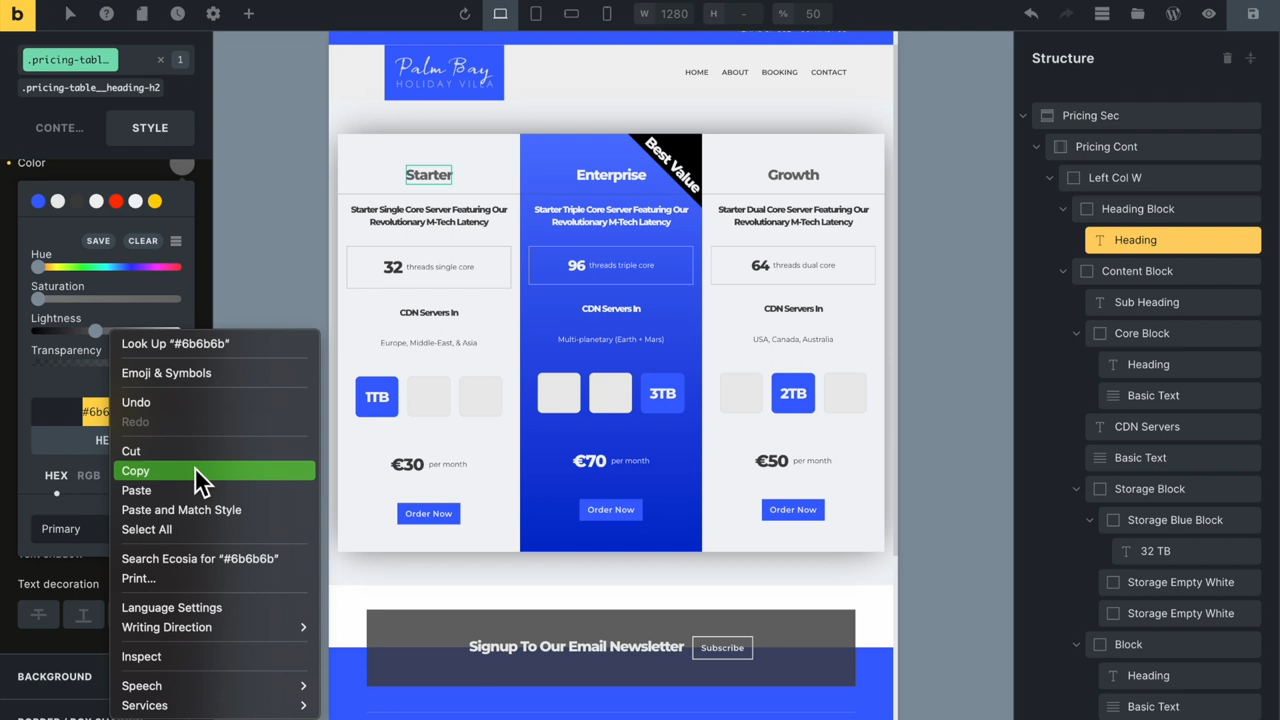 b
?
W 1280 H - % 50
.pricing-tabl...
1
.pricing-table__heading-h2
CONTE...
STYLE
Color
SAVE
CLEAR
Hue
Saturation
Lightness
Transparency
#6b6
HE
HEX RGB
Primary
Text decoration
BACKGROUND
Look Up “#6b6b6b”
Emoji & Symbols
Undo
Redo
Cut
Copy
Paste
Paste and Match Style
Select All
Search Ecosia for “#6b6b6b”
Print...
Language Settings
Writing Direction
Inspect
Speech
Services
Palm Bay
HOLIDAY VILLA
HOME ABOUT BOOKING CONTACT
Starter
Starter Single Core Server Featuring Our
Revolutionary M-Tech Latency
32 threads single core
CDN Servers In
Europe, Middle-East, & Asia
1TB
€30 per month
Order Now
Best Value
Enterprise
Starter Triple Core Server Featuring Our
Revolutionary M-Tech Latency
96 threads triple core
CDN Servers In
Multi-planetary (Earth + Mars)
3TB
€70 per month
Order Now
Growth
Starter Dual Core Server Featuring Our
Revolutionary M-Tech Latency
64 threads dual core
CDN Servers In
USA, Canada, Australia
2TB
€50 per month
Order Now
Signup To Our Email Newsletter
Subscribe
Structure
Pricing Sec
Pricing Cont
Left Col W
Heading Block
Heading
Content Block
Sub Heading
Core Block
Heading
Basic Text
CDN Servers
Basic Text
Storage Block
Storage Blue Block
32 TB
Storage Empty White
Storage Empty White
Block
Heading
Basic Text